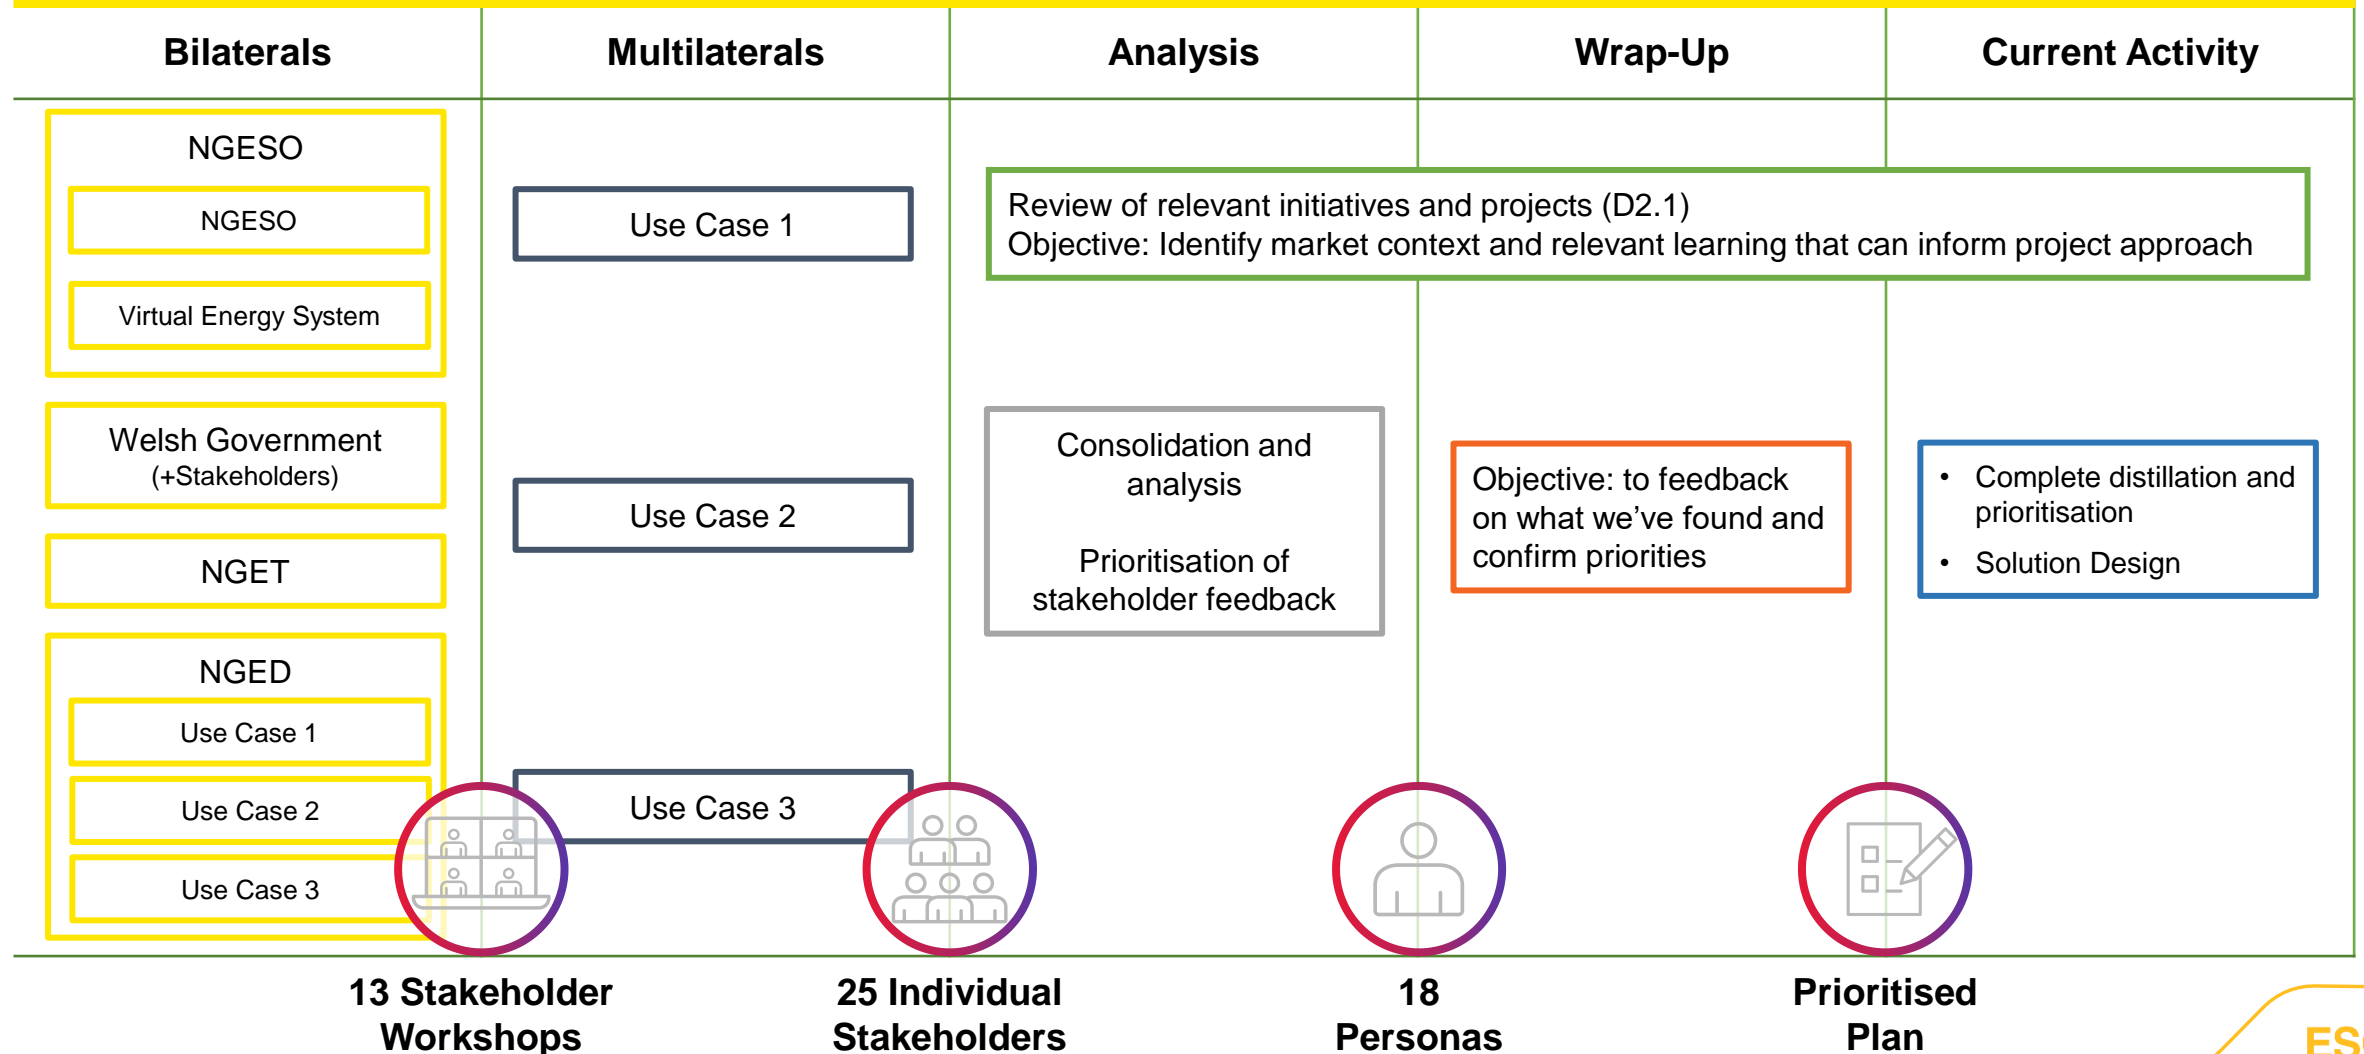 Bilaterals
Multilaterals
Analysis
Wrap-Up
Current Activity
NGESO
NGESO
Virtual Energy System
Welsh Government
(+Stakeholders)
NGET
NGED
Use Case 1
Use Case 2
Use Case 3
Use Case 1
Use Case 2
Use Case 3
Review of relevant initiatives and projects (D2.1)
Objective: Identify market context and relevant learning that can inform project approach
Consolidation and
analysis
Prioritisation of
stakeholder feedback
Objective: to feedback
on what we’ve found and
confirm priorities
• Complete distillation and
prioritisation
• Solution Design
13 Stakeholder
Workshops
25 Individual
Stakeholders
18
Personas
Prioritised
Plan